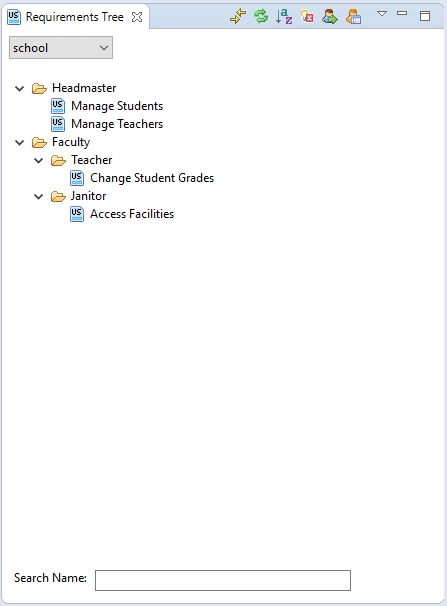 Requirements Tree
school
Headmaster
US Manage Students
US Manage Teachers
Faculty
Teacher
US Change Student Grades
Janitor
US Access Facilities
Search Name: